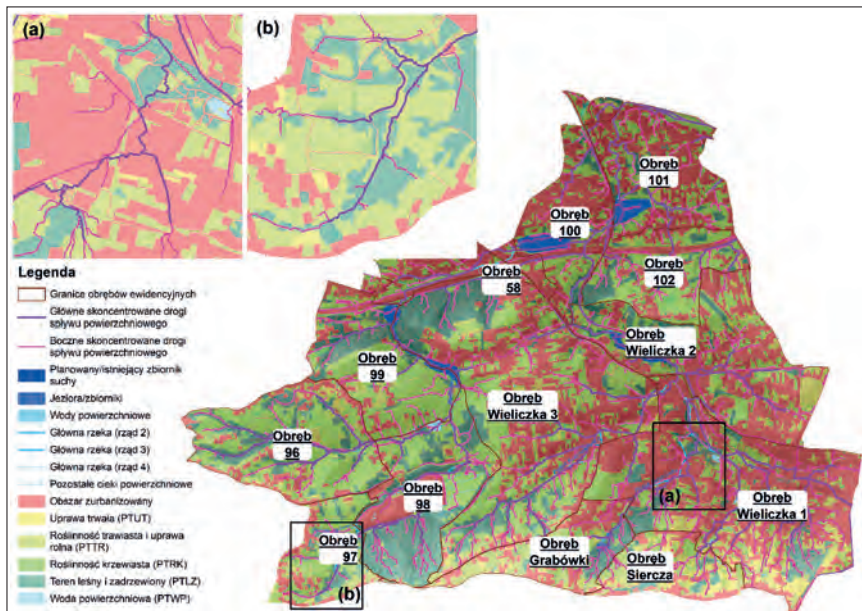 (a)
(b)
Legenda
Granice obrębów ewidencyjnych
Główne skoncentrowane drogi
spływu powierzchniowego
Boczne skoncentrowane drogi
spływu powierzchniowego
Planowany/istniejący zbiornik
suchy
Jeziora/zbiorniki
Wody powierzchniowe
Główna rzeka (rząd 2)
Główna rzeka (rząd 3)
Główna rzeka (rząd 4)
Pozostałe cieki powierzchniowe
Obszar zurbanizowany
Uprawa trwała (PTUT)
Roślinność trawiasta i uprawa
rolna (PTTR)
Roślinność krzewiasta (PTRK)
Teren leśny i zadrzewiony (PTLZ)
Woda powierzchniowa (PTWP)
Obręb
101
Obręb
100
Obręb
58
Obręb
102
Obręb
Wieliczka 2
Obręb
99
Obręb
Wieliczka 3
Obręb
96
Obręb
98
(a)
Obręb
Wieliczka 1
Obręb
97
(b)
Obręb
Grabówki
Obręb
Siercza